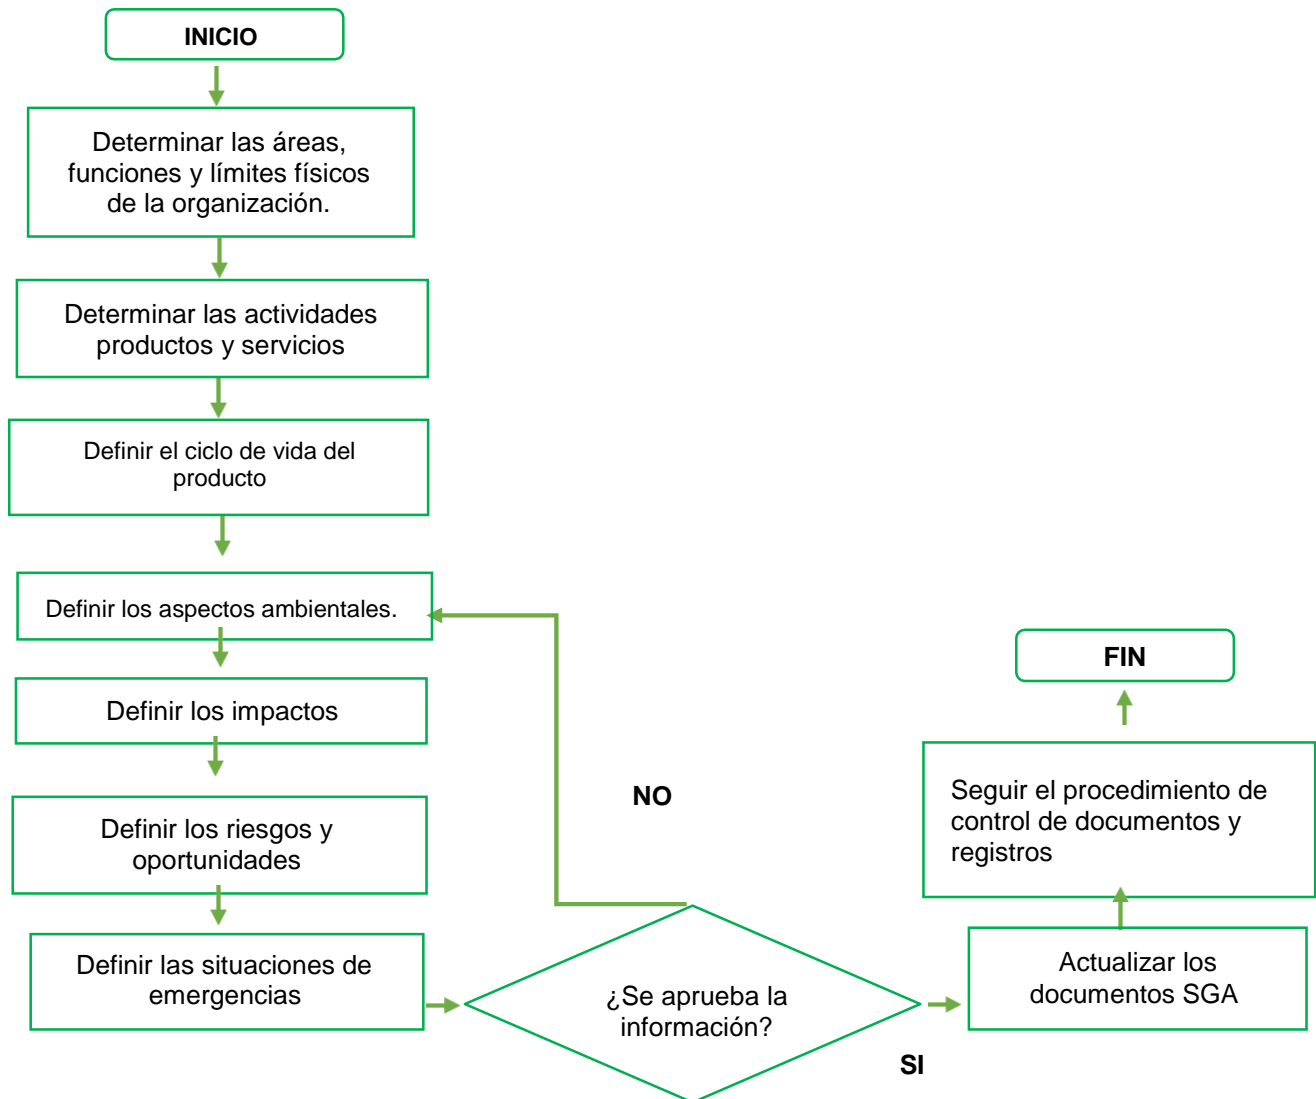 INICIO
Determinar las áreas,
funciones y límites físicos
de la organización.
Determinar las actividades
productos y servicios
Definir el ciclo de vida del
producto
Definir los aspectos ambientales.
Definir los impactos
Definir los riesgos y
oportunidades
Definir las situaciones de
emergencias
¿Se aprueba la
información?
NO
SI
Actualizar los
documentos SGA
Seguir el procedimiento de
control de documentos y
registros
FIN